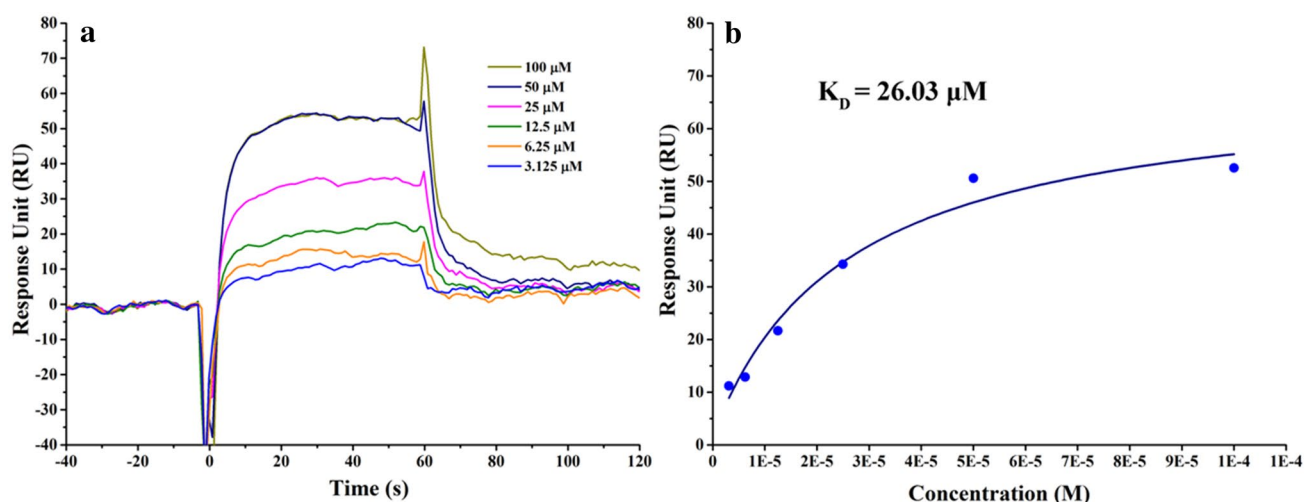 a
80
70
60
50
40
30
20
10
0
-10
-20
-30
-40
Response Unit (RU)
100 μM
50 μM
25 μM
12.5 μM
6.25 μM
3.125 μM
-40 -20 0 20 40 60 80 100 120
Time (s)
b
80
70
60
50
40
30
20
10
0
Response Unit (RU)
K_D = 26.03 μM
0 1E-5 2E-5 3E-5 4E-5 5E-5 6E-5 7E-5 8E-5 9E-5 1E-4 1E-4
Concentration (M)